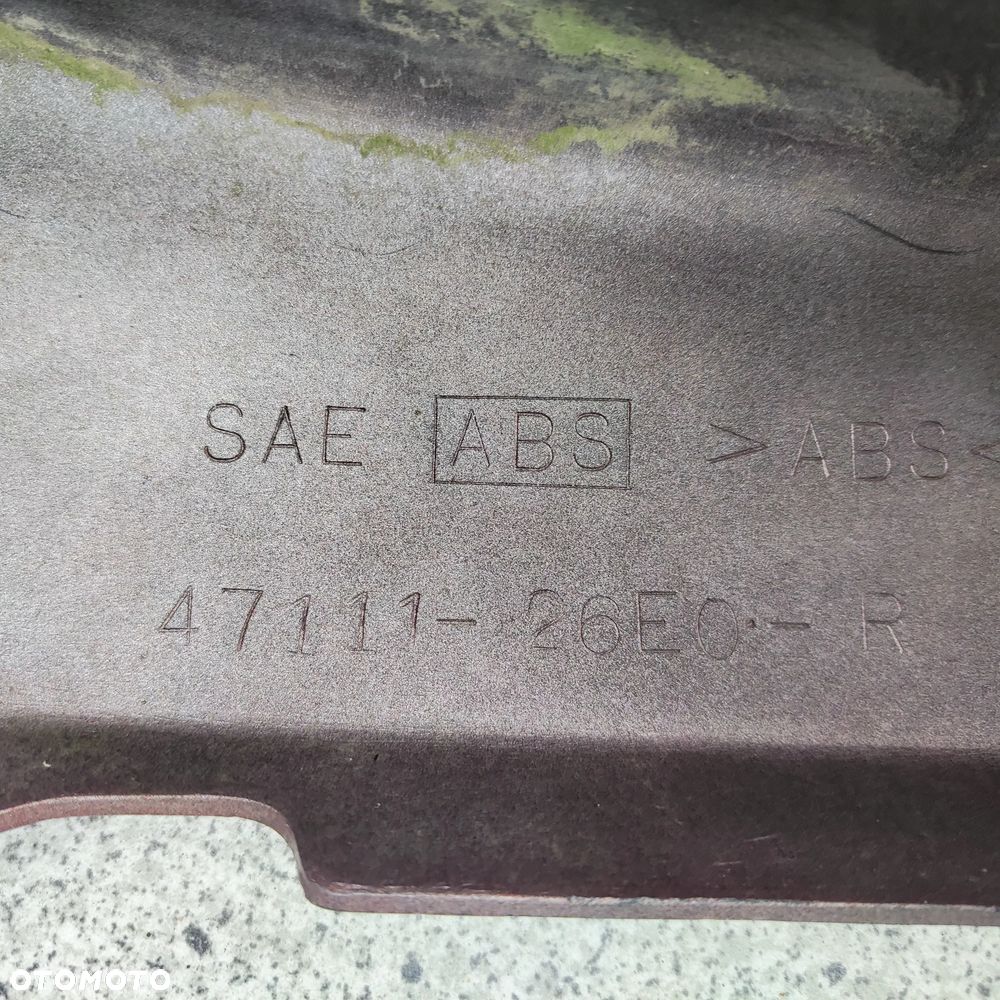 SAE ABS >ABS<
47111-26E0·-R
OTOMOTO